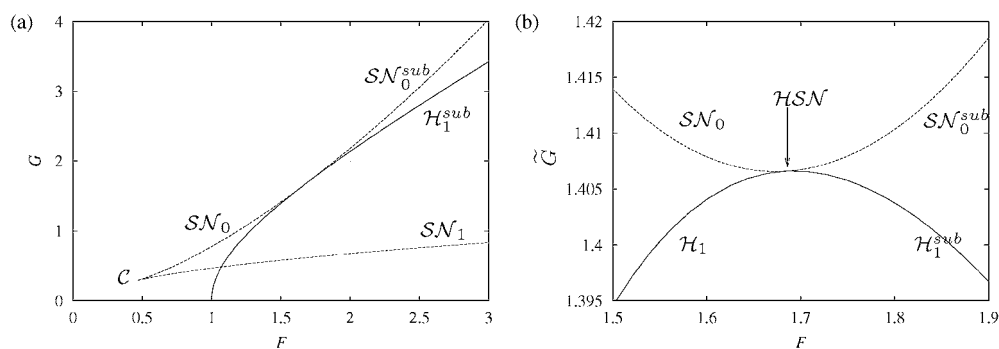 (a)
4
3
2
1
0
G
0
0.5
1
1.5
2
2.5
3
F
SN₀ˢᵘᵇ
H₁ˢᵘᵇ
SN₀
SN₁
C
(b)
1.42
1.415
1.41
1.405
1.4
1.395
G̃
1.5
1.6
1.7
1.8
1.9
F
HSN
SN₀
SN₀ˢᵘᵇ
H₁
H₁ˢᵘᵇ